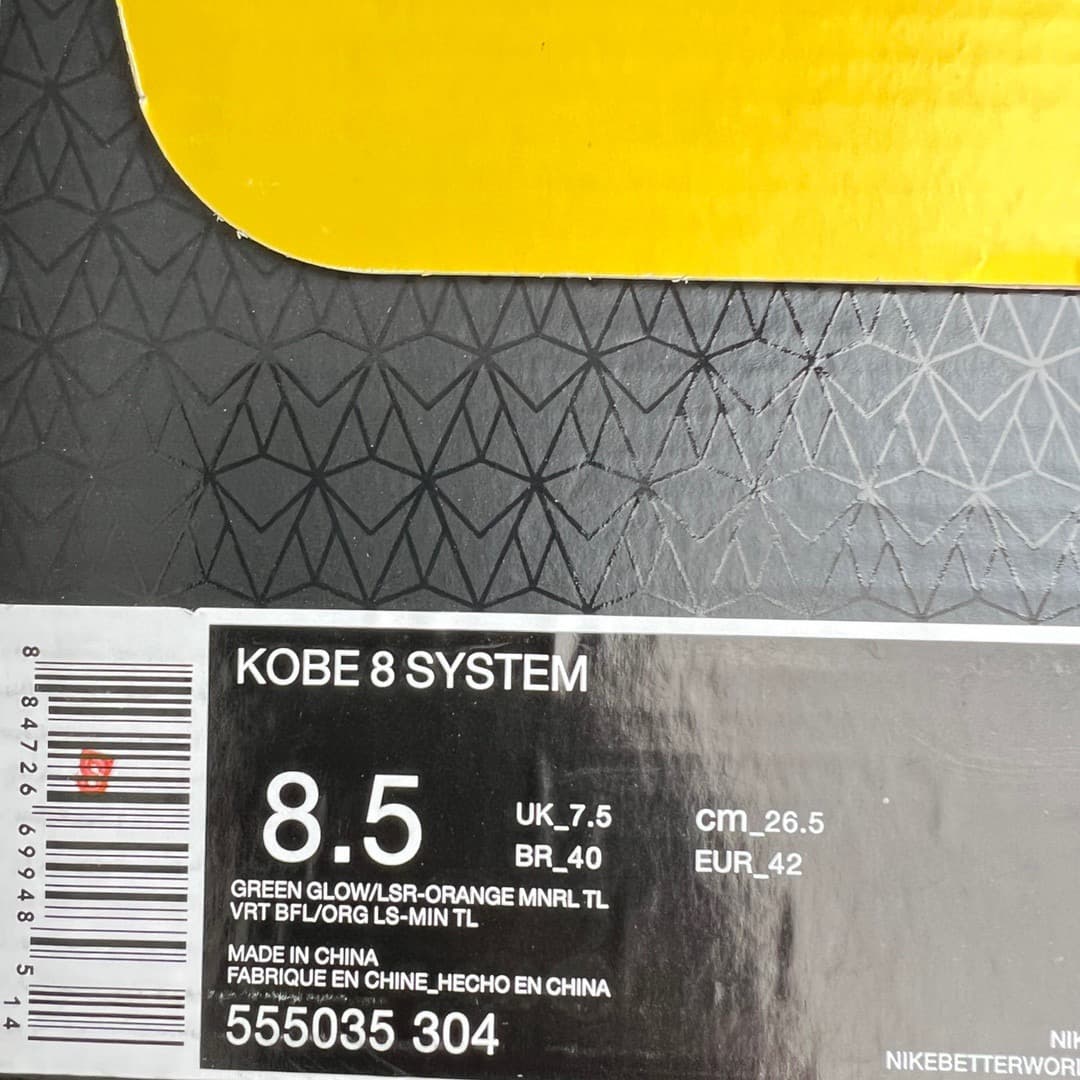 KOBE 8 SYSTEM
8.5
UK_7.5
cm_26.5
BR_40
EUR_42
GREEN GLOW/LSR-ORANGE MNRL TL
VRT BFL/ORG LS-MIN TL
MADE IN CHINA
FABRIQUE EN CHINE_HECHO EN CHINA
555035 304
NIKEBETTERWORL
8 84726 69948 5 14